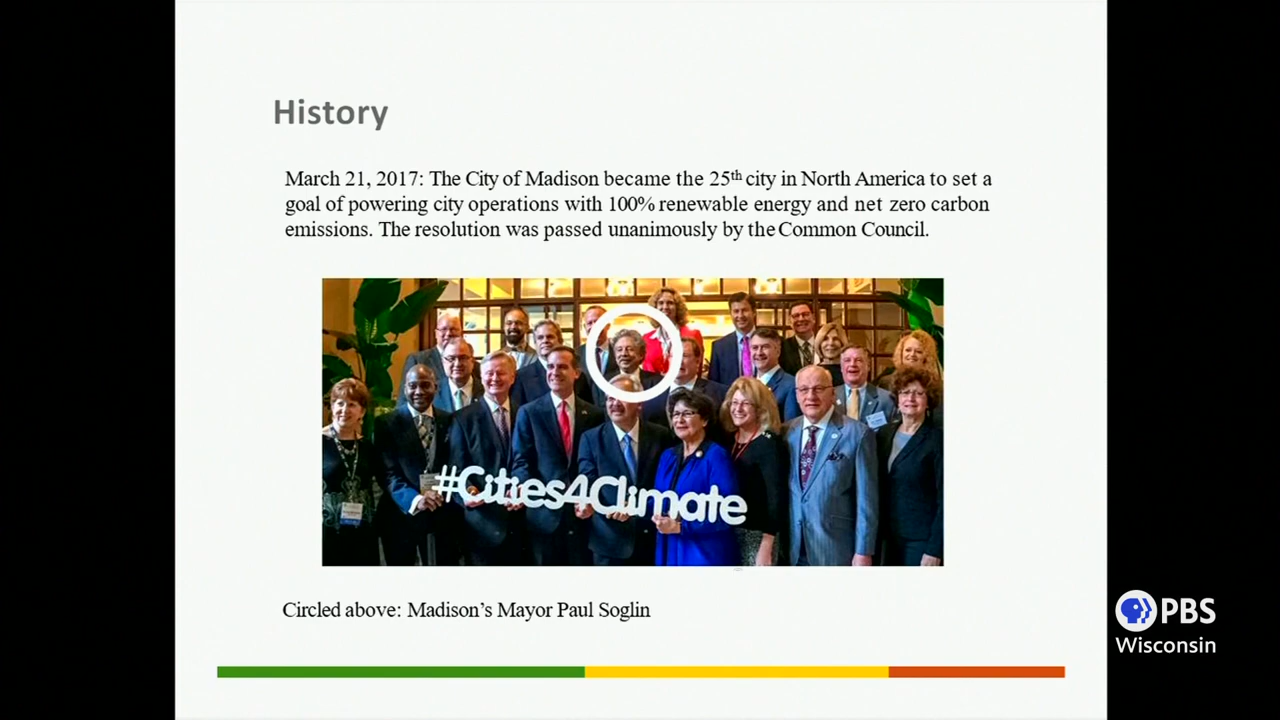 History
March 21, 2017: The City of Madison became the 25th city in North America to set a
goal of powering city operations with 100% renewable energy and net zero carbon
emissions. The resolution was passed unanimously by the Common Council.
#Cities4Climate
Circled above: Madison's Mayor Paul Soglin
PBS
Wisconsin